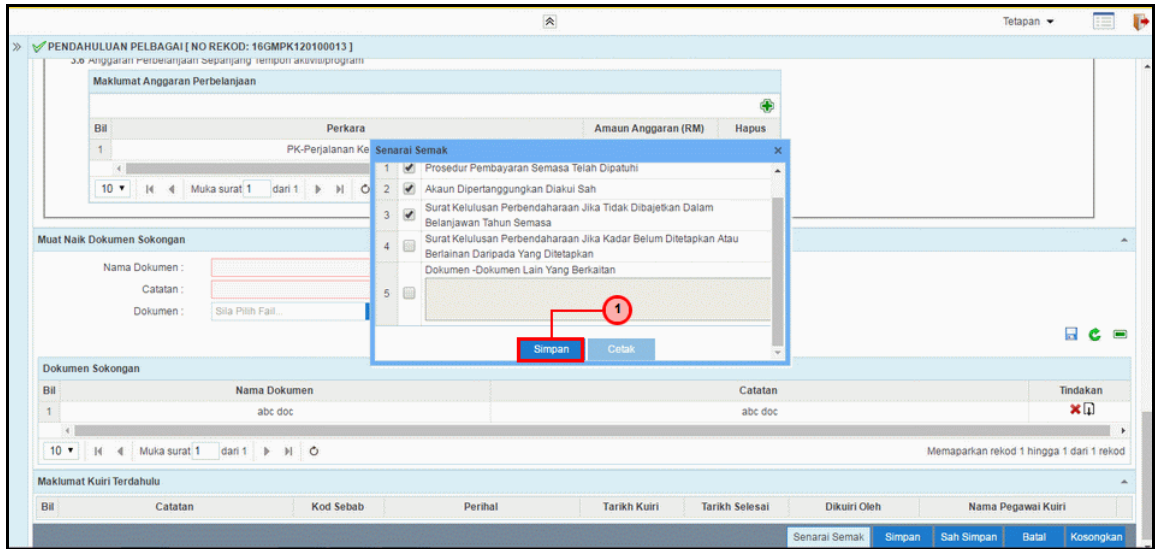 Tetapan
PENDAHULUAN PELBAGAI [ NO REKOD: 16GMPK120100013 ]
3.6 Anggaran Perbelanjaan Sepanjang Tempoh aktiviti/program
Maklumat Anggaran Perbelanjaan
Bil Perkara Amaun Anggaran (RM) Hapus
1 PK-Perjalanan Ke
10 Muka surat 1 dari 1
Senarai Semak
1 Prosedur Pembayaran Semasa Telah Dipatuhi
2 Akaun Dipertanggungkan Diakui Sah
3 Surat Kelulusan Perbendaharaan Jika Tidak Dibajetkan Dalam
Belanjawan Tahun Semasa
4 Surat Kelulusan Perbendaharaan Jika Kadar Belum Ditetapkan Atau
Berlainan Daripada Yang Ditetapkan
5 Dokumen -Dokumen Lain Yang Berkaitan
1
Simpan Cetak
Muat Naik Dokumen Sokongan
Nama Dokumen :
Catatan :
Dokumen : Sila Pilih Fail...
Dokumen Sokongan
Bil Nama Dokumen Catatan Tindakan
1 abc doc abc doc
10 Muka surat 1 dari 1 Memaparkan rekod 1 hingga 1 dari 1 rekod
Maklumat Kuiri Terdahulu
Bil Catatan Kod Sebab Perihal Tarikh Kuiri Tarikh Selesai Dikuiri Oleh Nama Pegawai Kuiri
Senarai Semak Simpan Sah Simpan Batal Kosongkan